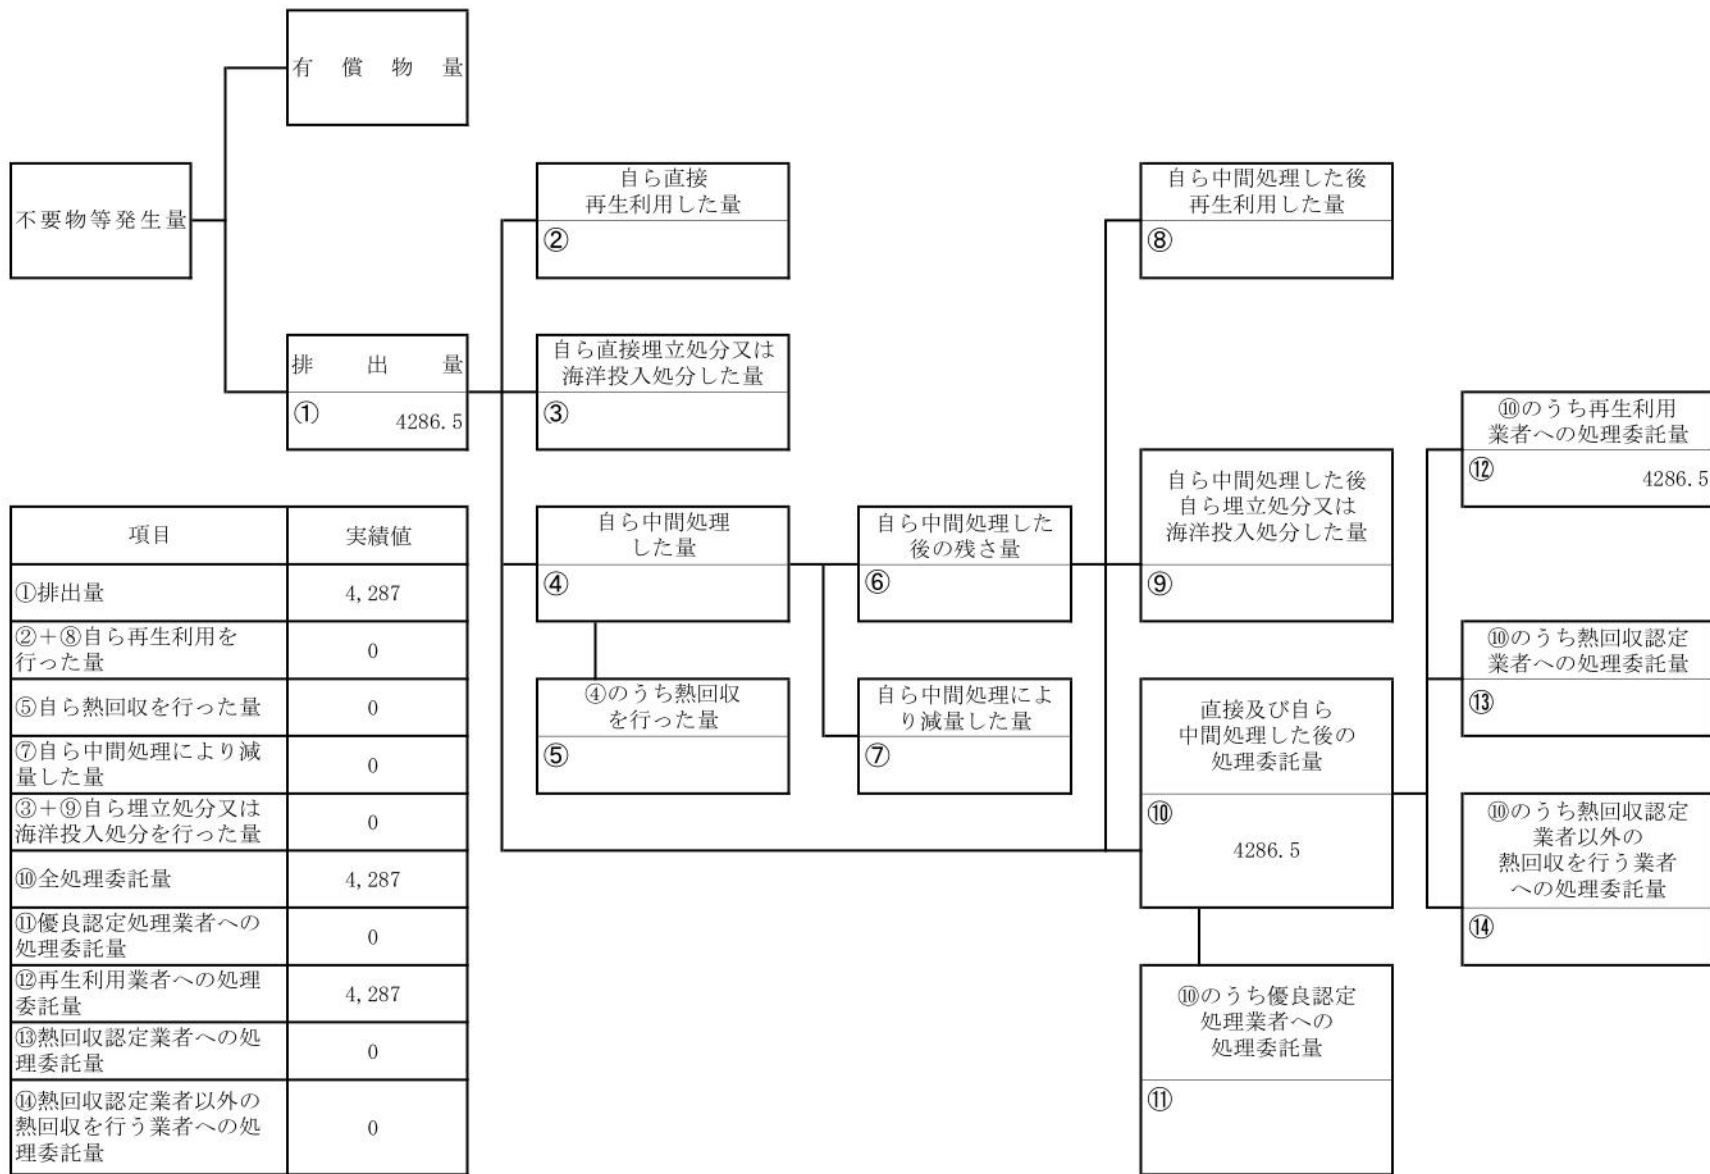 有償物量
不要物等発生量
排出量
① 4286.5
自ら直接
再生利用した量
②
自ら直接埋立処分又は
海洋投入処分した量
③
自ら中間処理
した量
④
④のうち熱回収
を行った量
⑤
自ら中間処理した
後の残さ量
⑥
自ら中間処理によ
り減量した量
⑦
自ら中間処理した後
再生利用した量
⑧
自ら中間処理した後
自ら埋立処分又は
海洋投入処分した量
⑨
直接及び自ら
中間処理した後の
処理委託量
⑩
4286.5
⑩のうち優良認定
処理業者への
処理委託量
⑪
⑩のうち再生利用
業者への処理委託量
⑫ 4286.5
⑩のうち熱回収認定
業者への処理委託量
⑬
⑩のうち熱回収認定
業者以外の
熱回収を行う業者
への処理委託量
⑭
項目 実績値
①排出量 4,287
②＋⑧自ら再生利用を
行った量 0
⑤自ら熱回収を行った量 0
⑦自ら中間処理により減
量した量 0
③＋⑨自ら埋立処分又は
海洋投入処分を行った量 0
⑩全処理委託量 4,287
⑪優良認定処理業者への
処理委託量 0
⑫再生利用業者への処理
委託量 4,287
⑬熱回収認定業者への処
理委託量 0
⑭熱回収認定業者以外の
熱回収を行う業者への処
理委託量 0